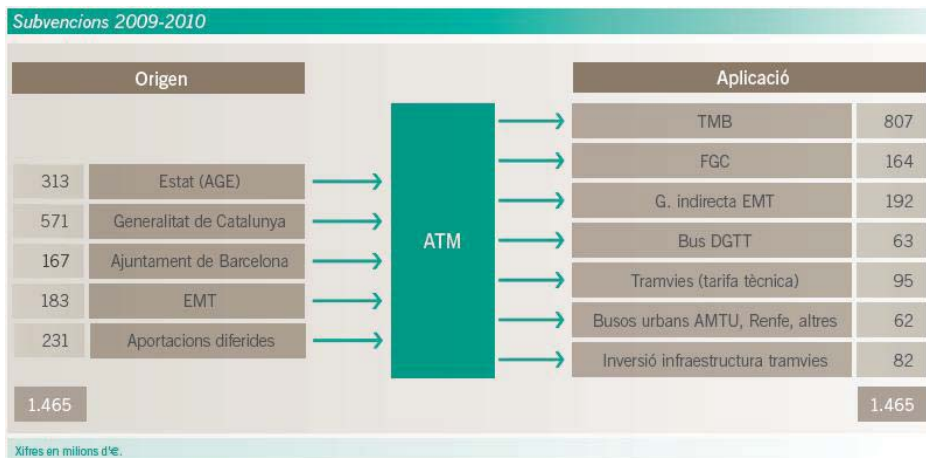 Subvencions 2009-2010
Origen
313 Estat (AGE)
571 Generalitat de Catalunya
167 Ajuntament de Barcelona
183 EMT
231 Aportacions diferides
1.465
ATM
Aplicació
TMB 807
FGC 164
G. indirecta EMT 192
Bus DGTT 63
Tramvies (tarifa tècnica) 95
Busos urbans AMTU, Renfe, altres 62
Inversió infraestructura tramvies 82
1.465
Xifres en milions d'€.